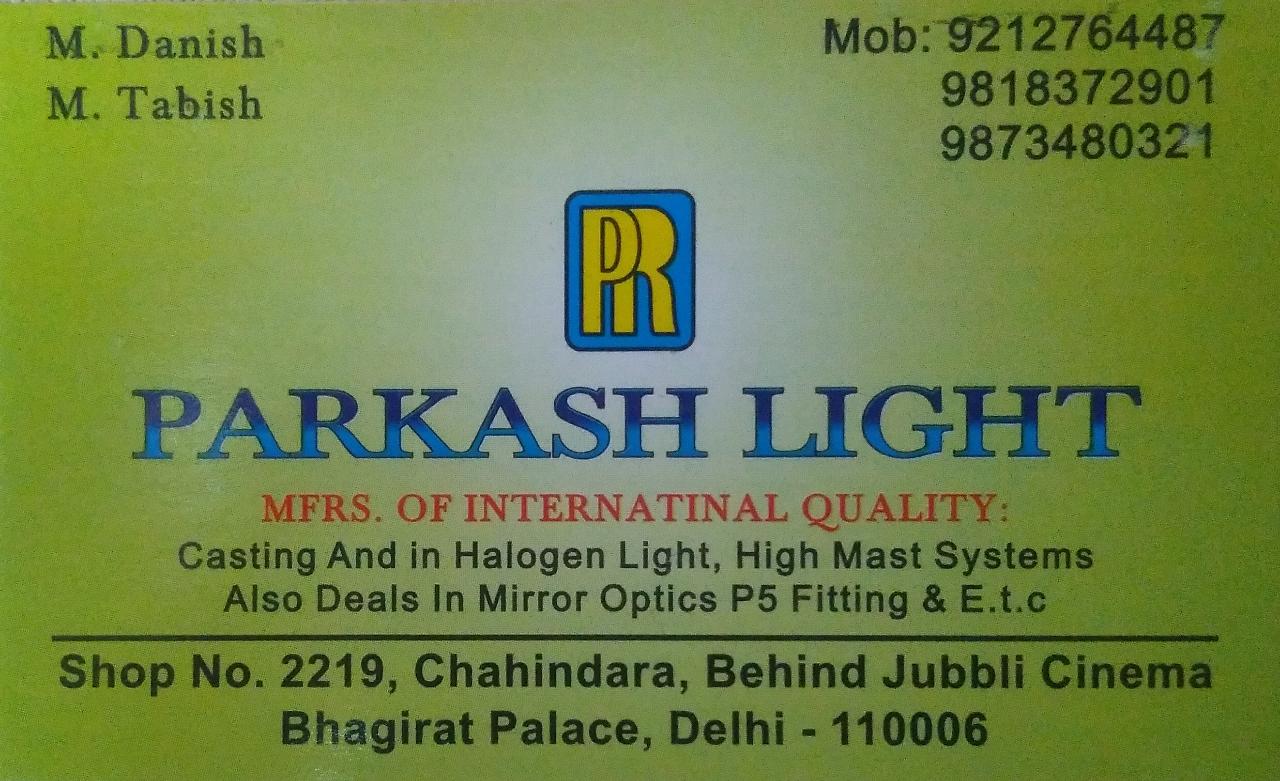 M. Danish
M. Tabish
Mob: 9212764487
9818372901
9873480321
PR
PARKASH LIGHT
MFRS. OF INTERNATINAL QUALITY:
Casting And in Halogen Light, High Mast Systems
Also Deals In Mirror Optics P5 Fitting & E.t.c
Shop No. 2219, Chahindara, Behind Jubbli Cinema
Bhagirat Palace, Delhi - 110006